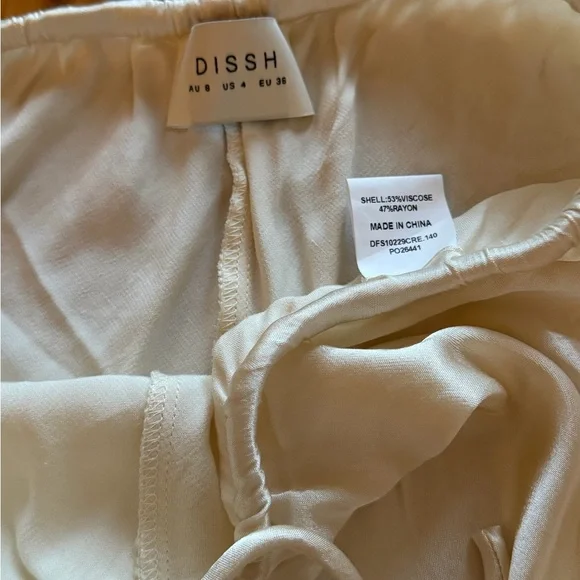 DISSH
AU 8 US 4 EU 36
SHELL:53%VISCOSE
47%RAYON
MADE IN CHINA
DFS10229CRE.140
PO26441